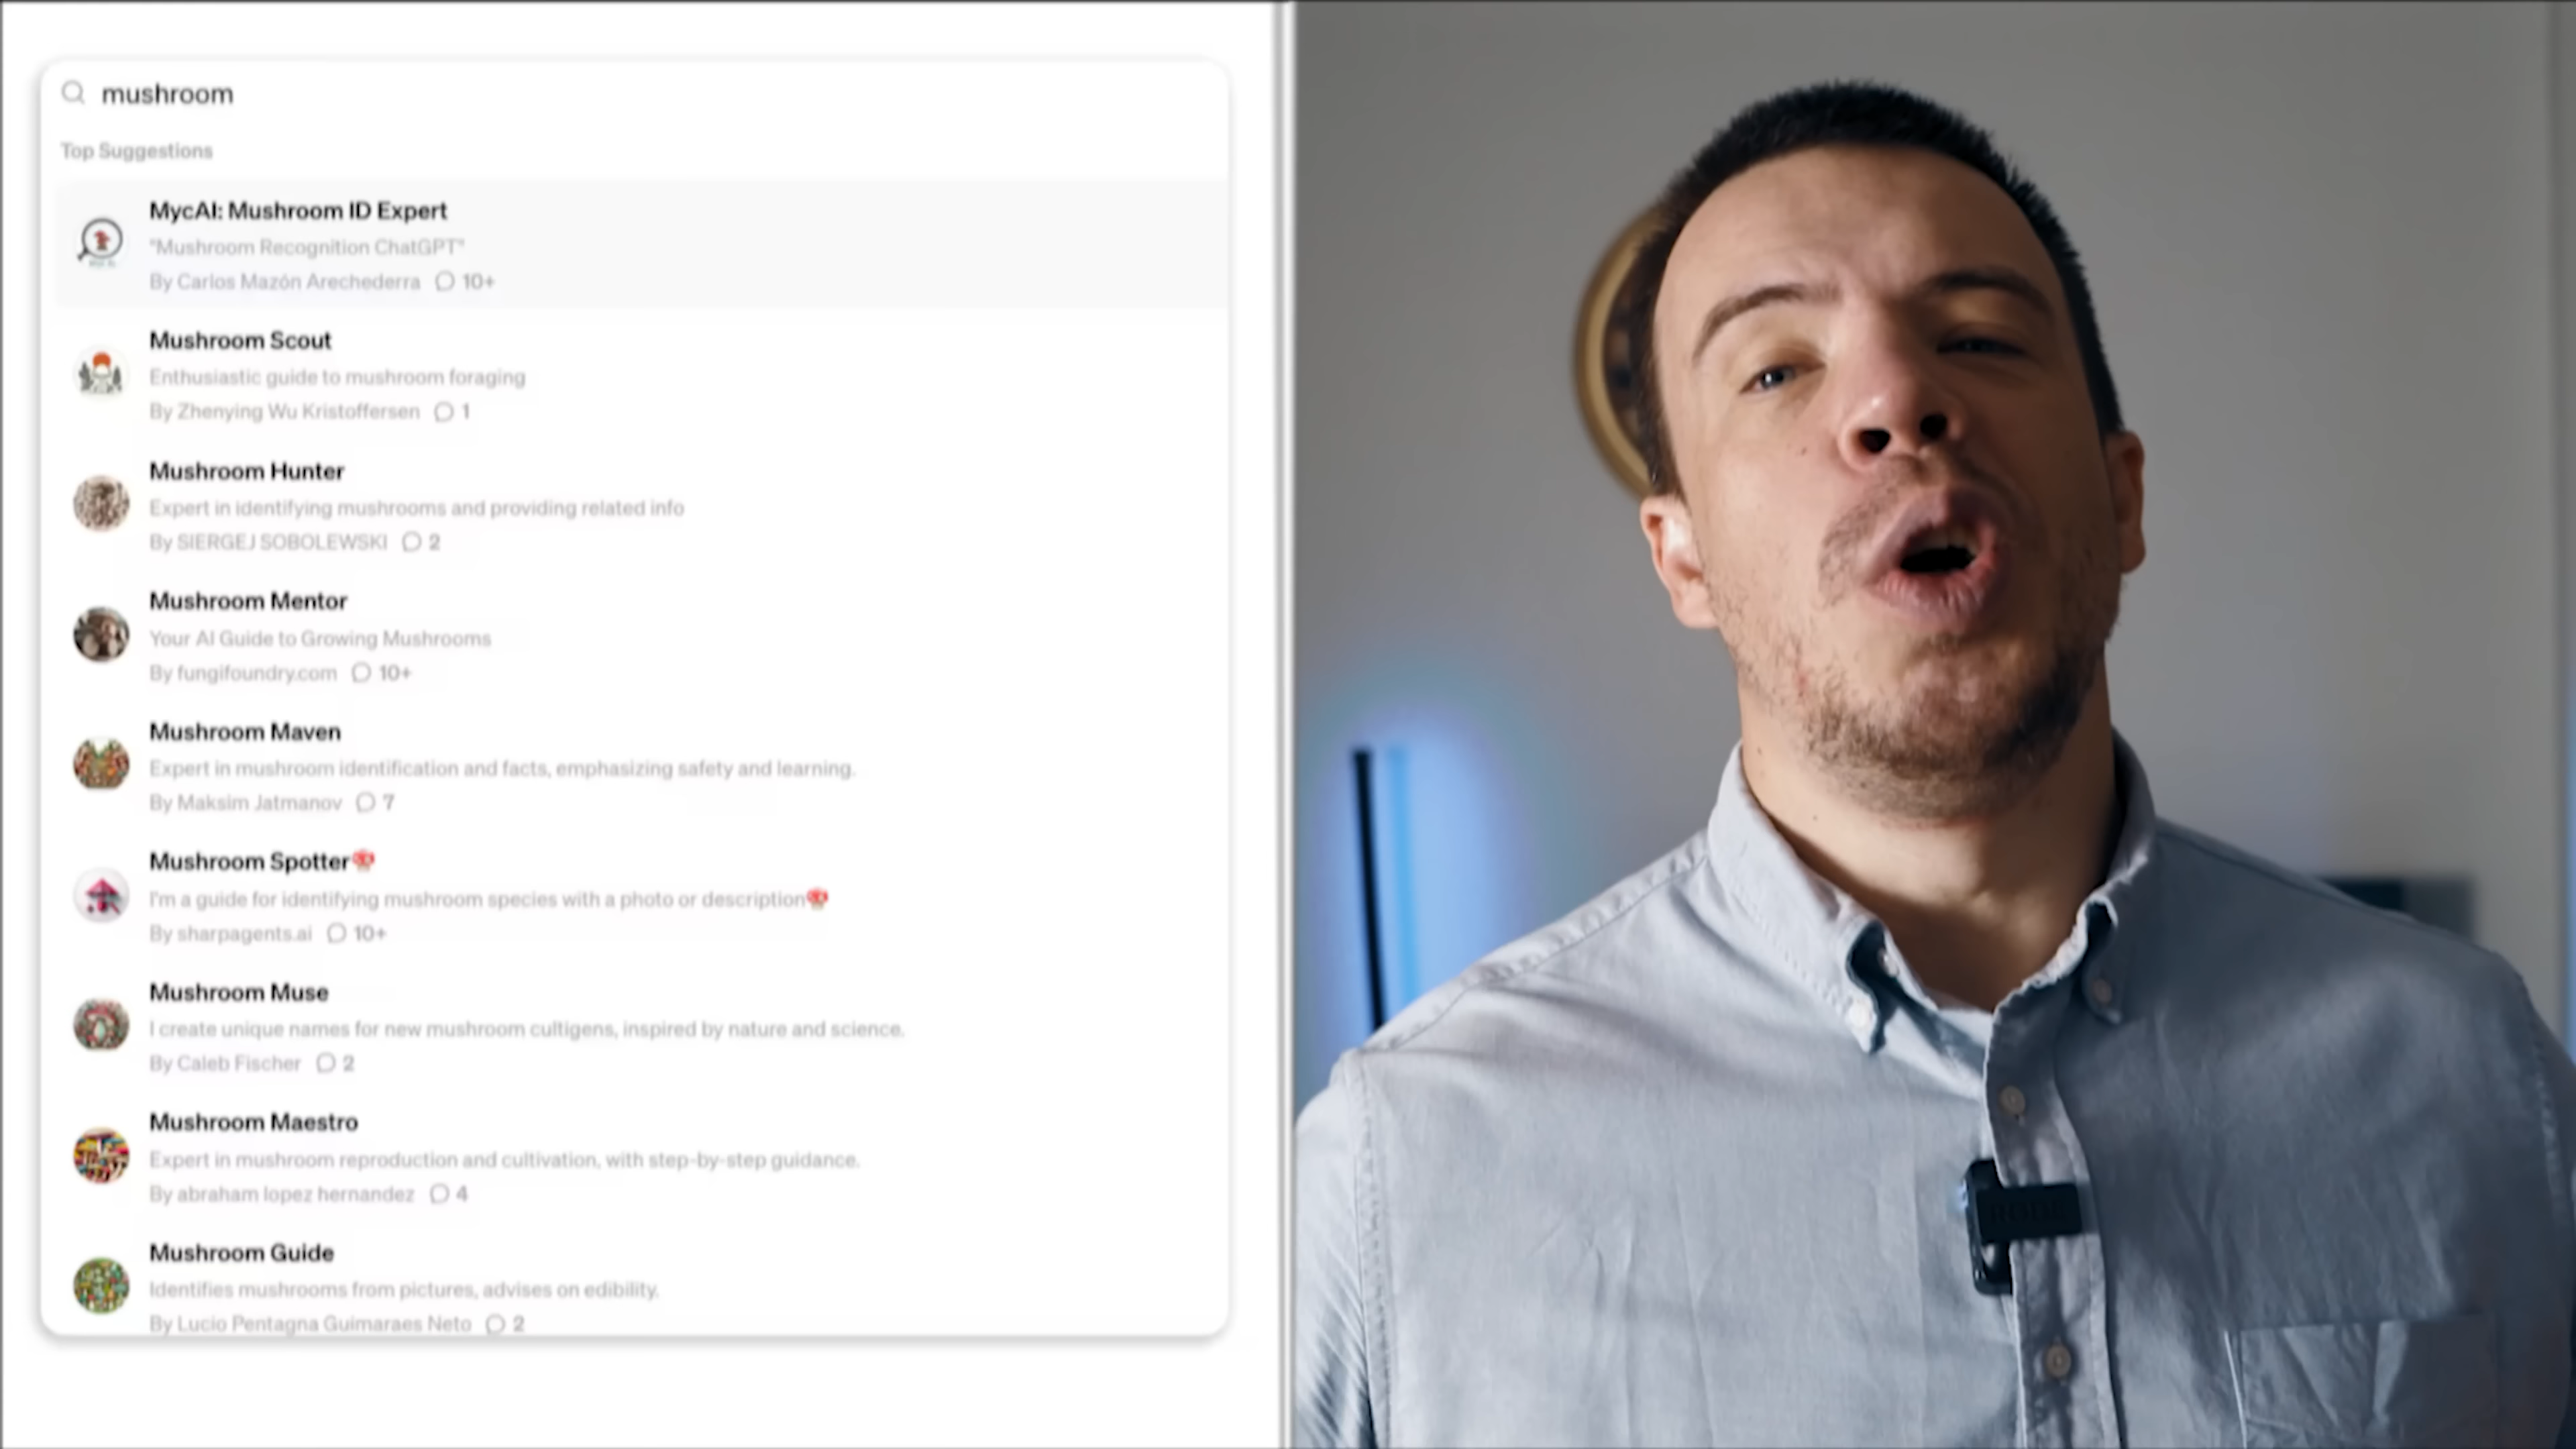 mushroom
Top Suggestions
MycAI: Mushroom ID Expert
"Mushroom Recognition ChatGPT"
By Carlos Mazón Arechederra 10+
Mushroom Scout
Enthusiastic guide to mushroom foraging
By Zhenying Wu Kristoffersen 1
Mushroom Hunter
Expert in identifying mushrooms and providing related info
By SIERGEJ SOBOLEWSKI 2
Mushroom Mentor
Your AI Guide to Growing Mushrooms
By fungifoundry.com 10+
Mushroom Maven
Expert in mushroom identification and facts, emphasizing safety and learning.
By Maksim Jatmanov 7
Mushroom Spotter🍄
I'm a guide for identifying mushroom species with a photo or description🍄
By sharpagents.ai 10+
Mushroom Muse
I create unique names for new mushroom cultigens, inspired by nature and science.
By Caleb Fischer 2
Mushroom Maestro
Expert in mushroom reproduction and cultivation, with step-by-step guidance.
By abraham lopez hernandez 4
Mushroom Guide
Identifies mushrooms from pictures, advises on edibility.
By Lucio Pentagna Guimaraes Neto 2
RODE